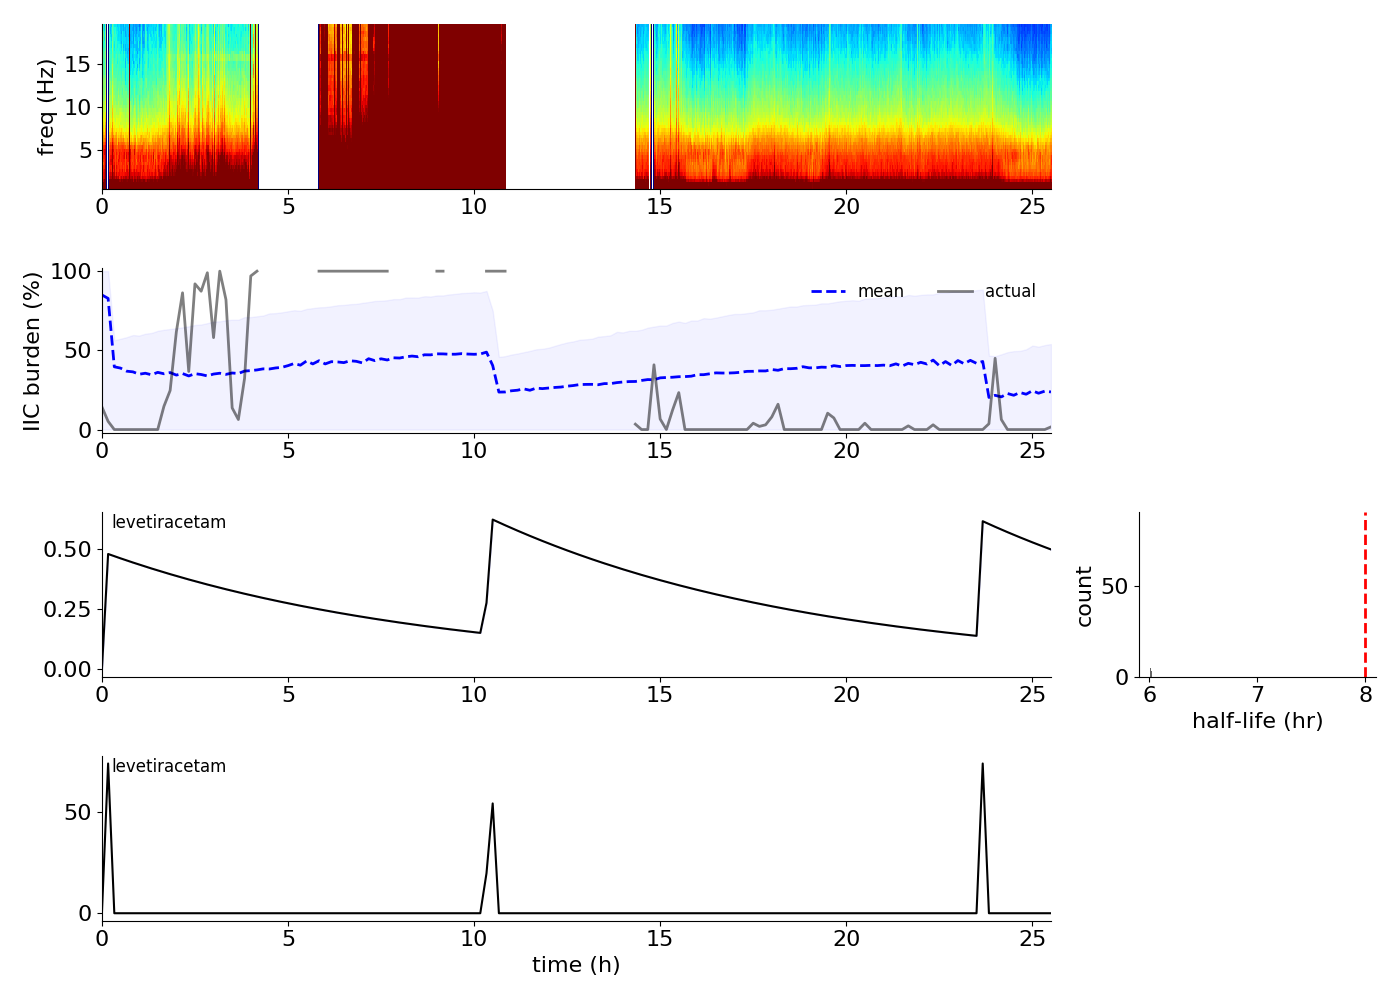 freq (Hz)
15
10
5
0 5 10 15 20 25
IIC burden (%)
100
50
0
mean actual
0 5 10 15 20 25
levetiracetam
0.50
0.25
0.00
0 5 10 15 20 25
count
50
0
6 7 8
half-life (hr)
levetiracetam
50
0
0 5 10 15 20 25
time (h)